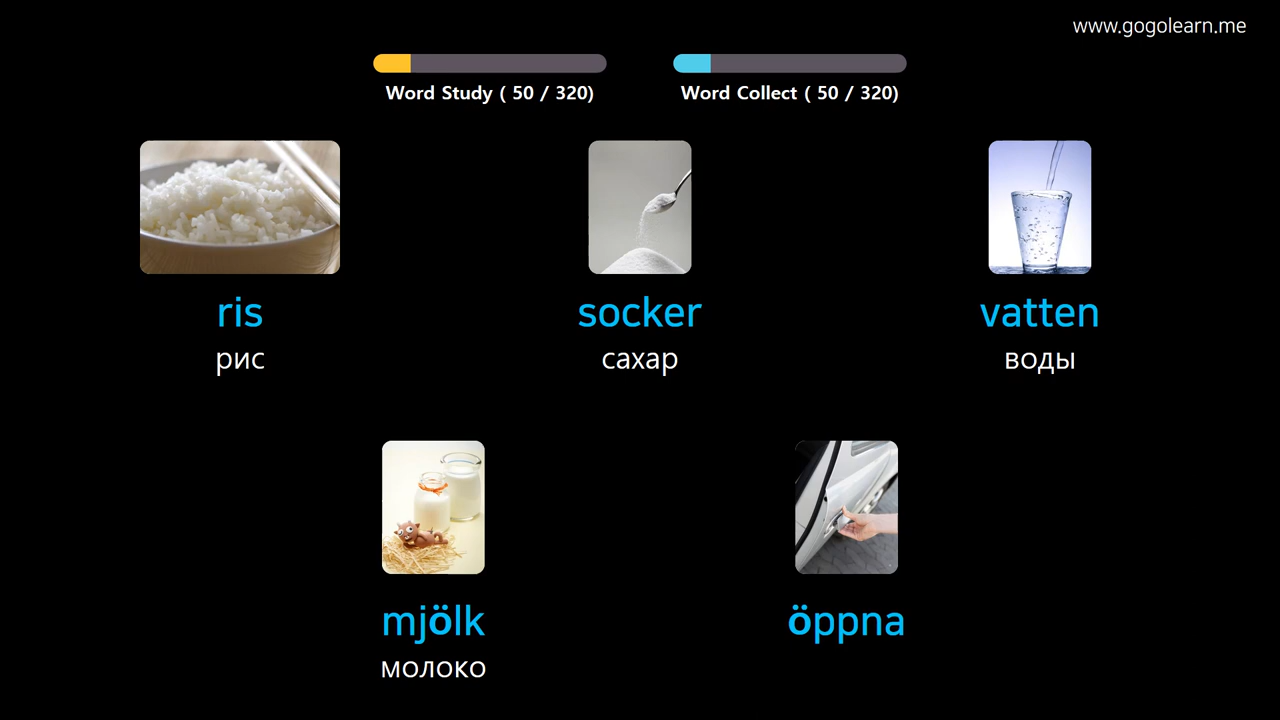 www.gogolearn.me
Word Study ( 50 / 320)
Word Collect ( 50 / 320)
ris
socker
vatten
рис
сахар
воды
mjölk
öppna
молоко